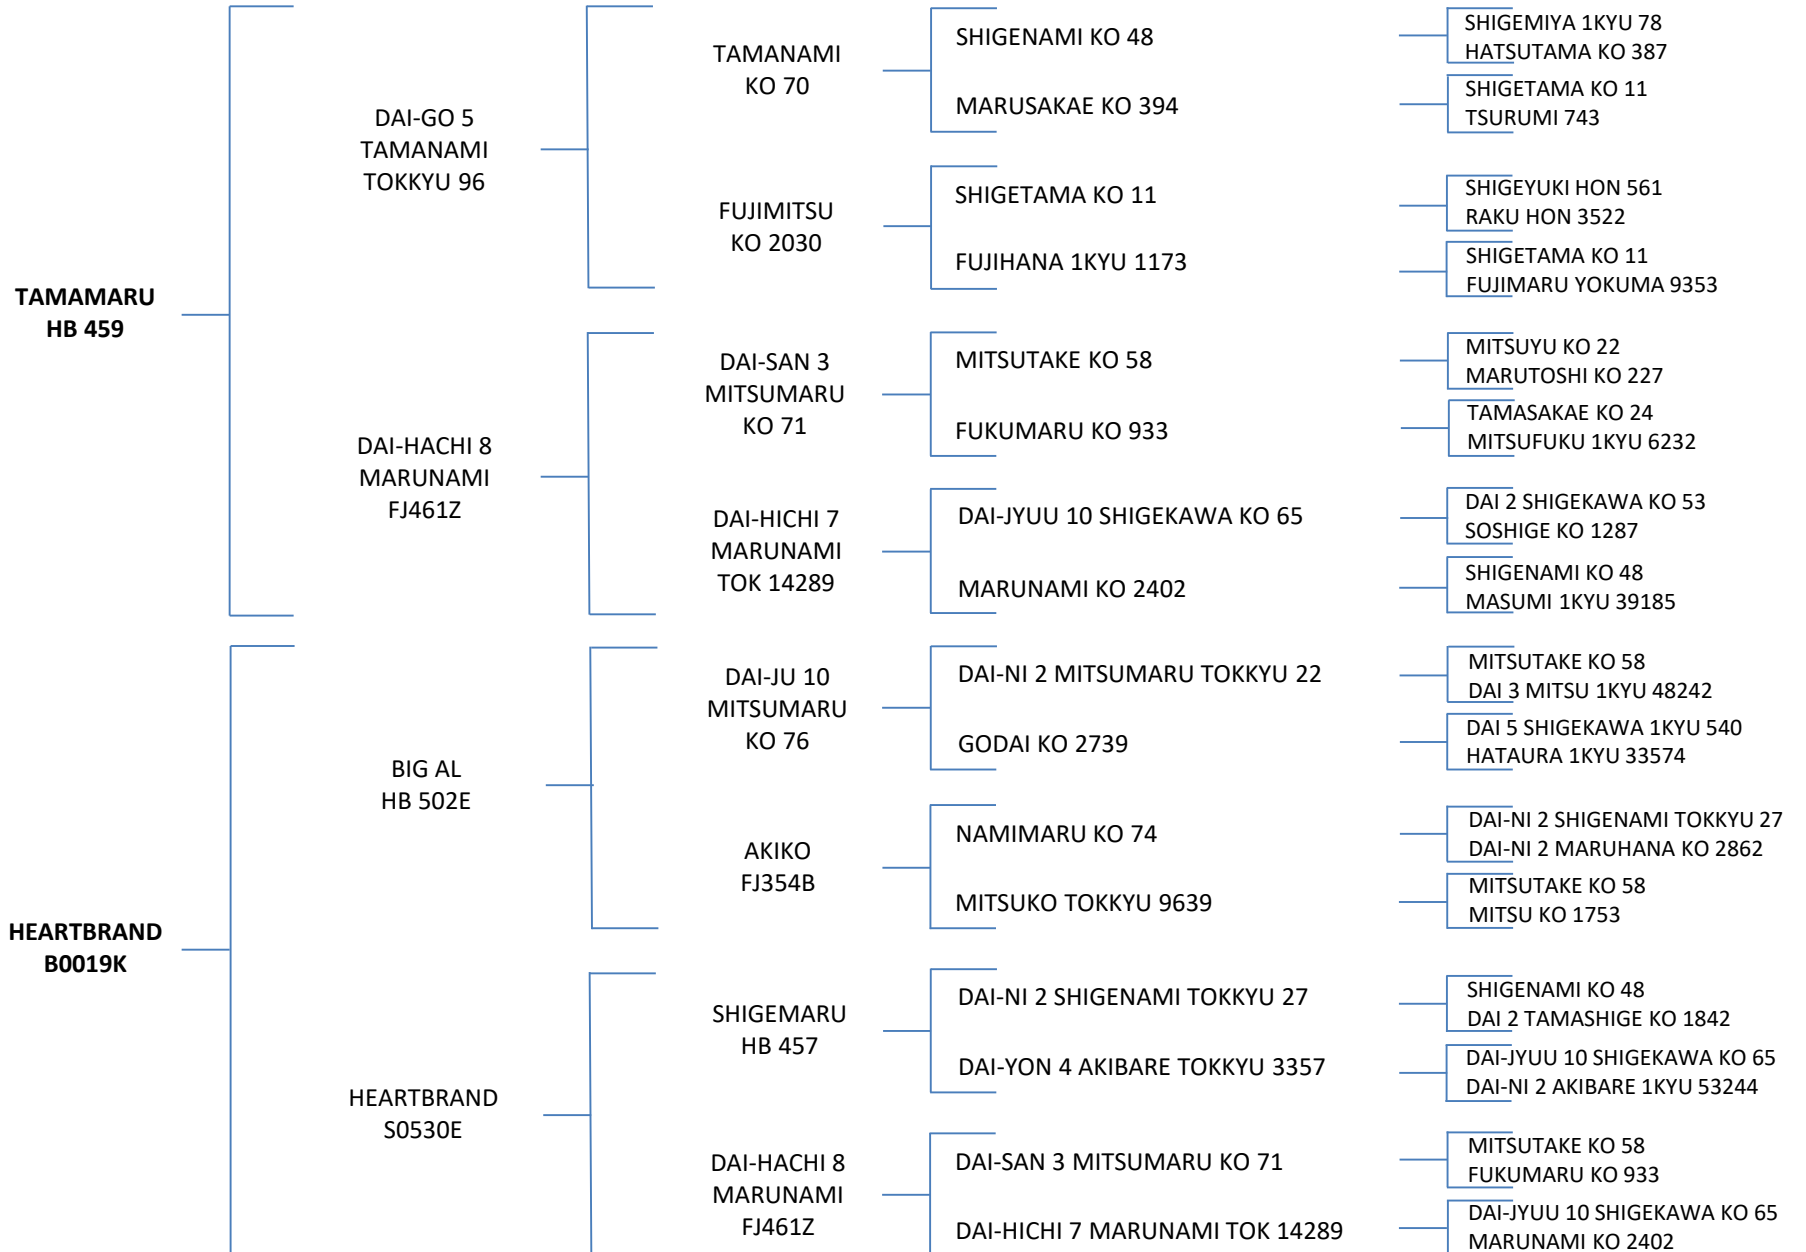 TAMAMARU
HB 459
DAI-GO 5
TAMANAMI
TOKKYU 96
TAMANAMI
KO 70
SHIGENAMI KO 48
SHIGEMIYA 1KYU 78
HATSUTAMA KO 387
MARUSAKAE KO 394
SHIGETAMA KO 11
TSURUMI 743
FUJIMITSU
KO 2030
SHIGETAMA KO 11
SHIGEYUKI HON 561
RAKU HON 3522
FUJIHANA 1KYU 1173
SHIGETAMA KO 11
FUJIMARU YOKUMA 9353
DAI-HACHI 8
MARUNAMI
FJ461Z
DAI-SAN 3
MITSUMARU
KO 71
MITSUTAKE KO 58
MITSUYU KO 22
MARUTOSHI KO 227
FUKUMARU KO 933
TAMASAKAE KO 24
MITSUFUKU 1KYU 6232
DAI-HICHI 7
MARUNAMI
TOK 14289
DAI-JYUU 10 SHIGEKAWA KO 65
DAI 2 SHIGEKAWA KO 53
SOSHIGE KO 1287
MARUNAMI KO 2402
SHIGENAMI KO 48
MASUMI 1KYU 39185
HEARTBRAND
B0019K
BIG AL
HB 502E
DAI-JU 10
MITSUMARU
KO 76
DAI-NI 2 MITSUMARU TOKKYU 22
MITSUTAKE KO 58
DAI 3 MITSU 1KYU 48242
GODAI KO 2739
DAI 5 SHIGEKAWA 1KYU 540
HATAURA 1KYU 33574
AKIKO
FJ354B
NAMIMARU KO 74
DAI-NI 2 SHIGENAMI TOKKYU 27
DAI-NI 2 MARUHANA KO 2862
MITSUKO TOKKYU 9639
MITSUTAKE KO 58
MITSU KO 1753
HEARTBRAND
S0530E
SHIGEMARU
HB 457
DAI-NI 2 SHIGENAMI TOKKYU 27
SHIGENAMI KO 48
DAI 2 TAMASHIGE KO 1842
DAI-YON 4 AKIBARE TOKKYU 3357
DAI-JYUU 10 SHIGEKAWA KO 65
DAI-NI 2 AKIBARE 1KYU 53244
DAI-HACHI 8
MARUNAMI
FJ461Z
DAI-SAN 3 MITSUMARU KO 71
MITSUTAKE KO 58
FUKUMARU KO 933
DAI-HICHI 7 MARUNAMI TOK 14289
DAI-JYUU 10 SHIGEKAWA KO 65
MARUNAMI KO 2402